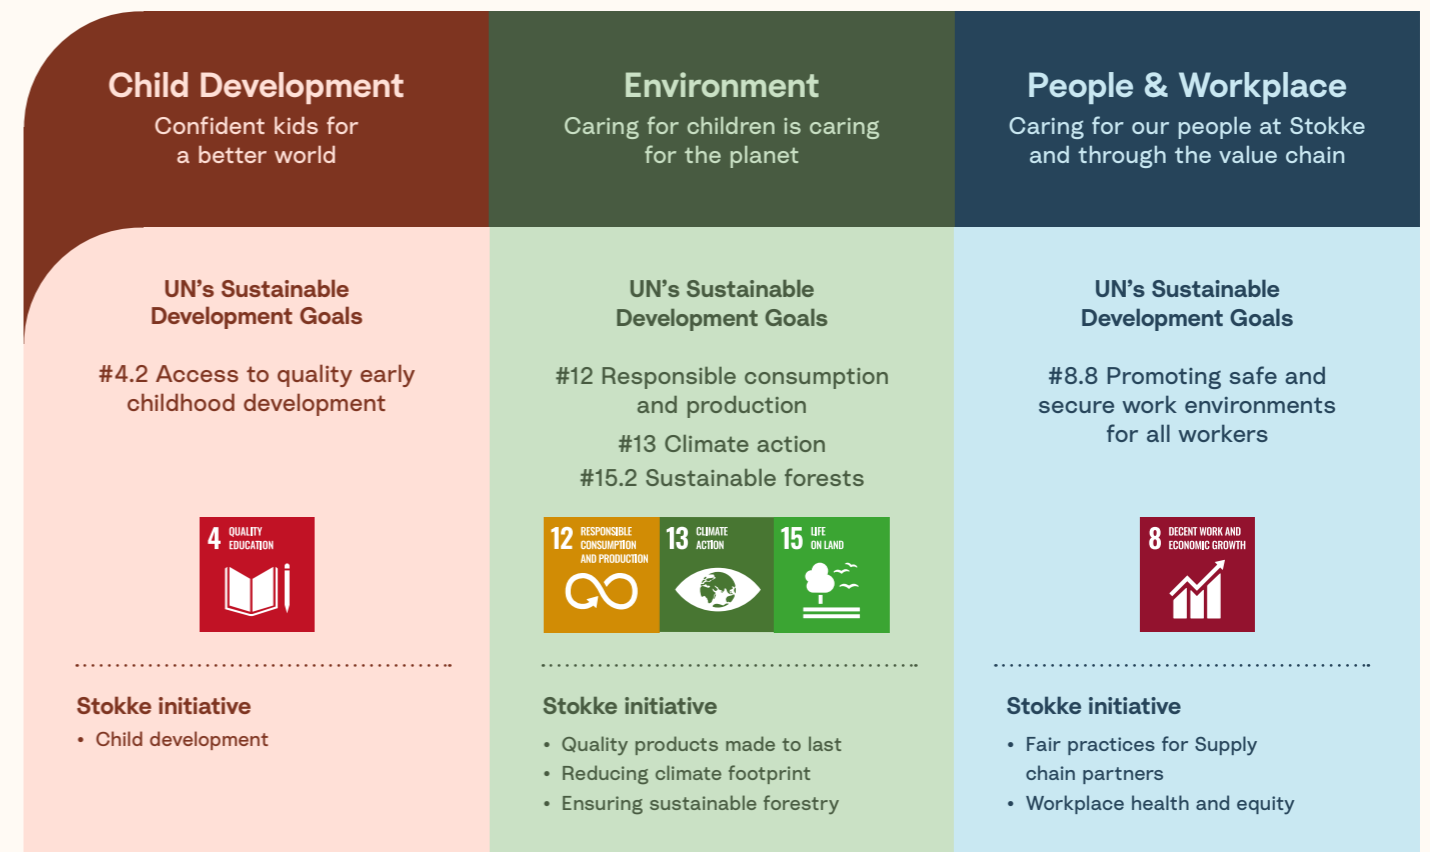 Child Development
Confident kids for
a better world
UN’s Sustainable
Development Goals
#4.2 Access to quality early
childhood development
4 QUALITY
EDUCATION
Stokke initiative
• Child development
Environment
Caring for children is caring
for the planet
UN’s Sustainable
Development Goals
#12 Responsible consumption
and production
#13 Climate action
#15.2 Sustainable forests
12 RESPONSIBLE
CONSUMPTION
AND PRODUCTION
13 CLIMATE
ACTION
15 LIFE
ON LAND
Stokke initiative
• Quality products made to last
• Reducing climate footprint
• Ensuring sustainable forestry
People & Workplace
Caring for our people at Stokke
and through the value chain
UN’s Sustainable
Development Goals
#8.8 Promoting safe and
secure work environments
for all workers
8 DECENT WORK AND
ECONOMIC GROWTH
Stokke initiative
• Fair practices for Supply
chain partners
• Workplace health and equity